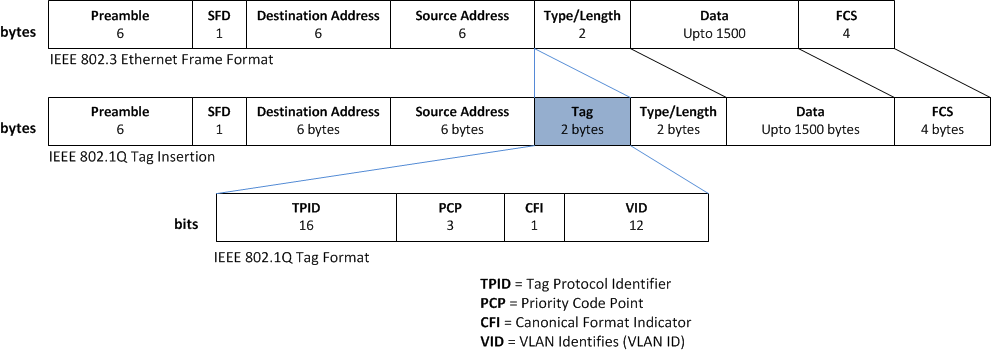 Preamble SFD Destination Address Source Address Type/Length Data FCS
bytes 6 1 6 6 2 Upto 1500 4
IEEE 802.3 Ethernet Frame Format
Preamble SFD Destination Address Source Address Tag Type/Length Data FCS
bytes 6 1 6 bytes 6 bytes 2 bytes 2 bytes Upto 1500 bytes 4 bytes
IEEE 802.1Q Tag Insertion
TPID PCP CFI VID
bits 16 3 1 12
IEEE 802.1Q Tag Format
TPID = Tag Protocol Identifier
PCP = Priority Code Point
CFI = Canonical Format Indicator
VID = VLAN Identifies (VLAN ID)